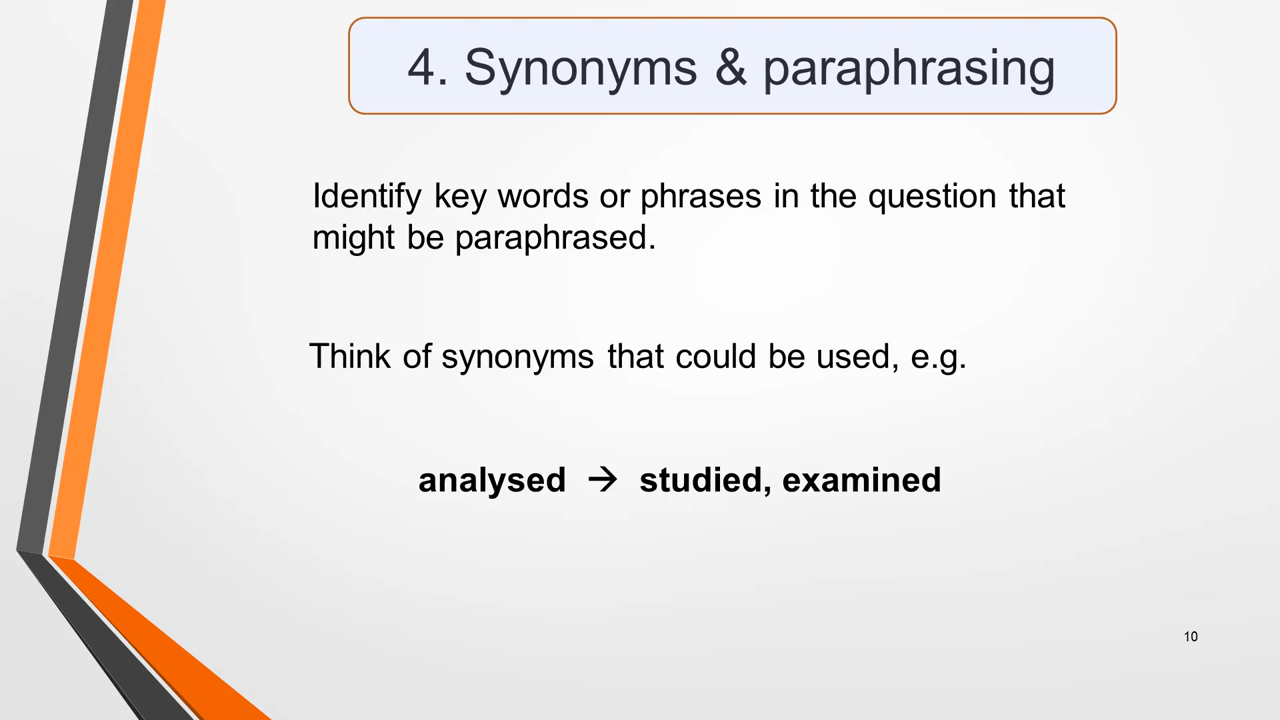 4. Synonyms & paraphrasing
Identify key words or phrases in the question that
might be paraphrased.
Think of synonyms that could be used, e.g.
analysed → studied, examined
10